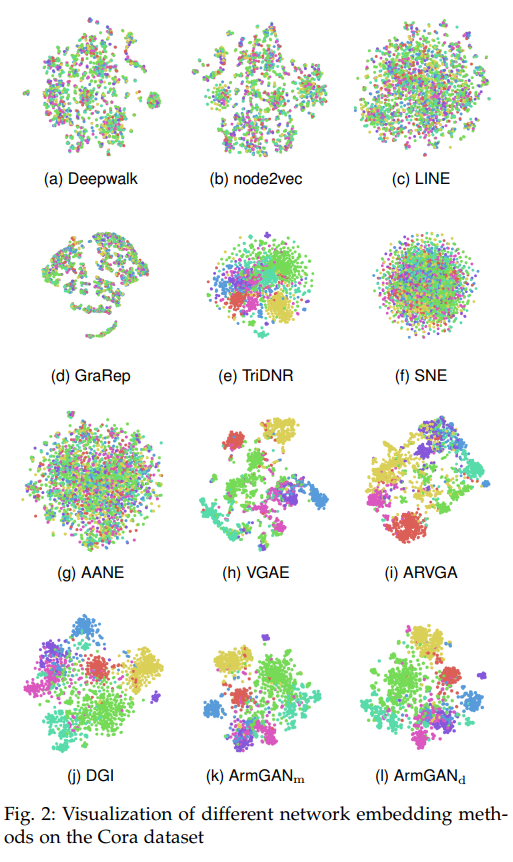 (a) Deepwalk
(b) node2vec
(c) LINE
(d) GraRep
(e) TriDNR
(f) SNE
(g) AANE
(h) VGAE
(i) ARVGA
(j) DGI
(k) ArmGANm
(l) ArmGANd
Fig. 2: Visualization of different network embedding meth-
ods on the Cora dataset